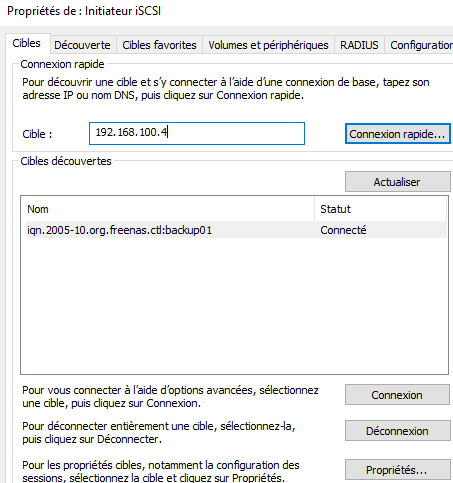 Propriétés de : Initiateur iSCSI
Cibles Découverte Cibles favorites Volumes et périphériques RADIUS Configuration
Connexion rapide
Pour découvrir une cible et s'y connecter à l'aide d'une connexion de base, tapez son
adresse IP ou nom DNS, puis cliquez sur Connexion rapide.
Cible : 192.168.100.4 Connexion rapide...
Cibles découvertes
Actualiser
Nom Statut
iqn.2005-10.org.freenas.ctl:backup01 Connecté
Pour vous connecter à l'aide d'options avancées, sélectionnez
une cible, puis cliquez sur Connexion.
Connexion
Pour déconnecter entièrement une cible, sélectionnez-la,
puis cliquez sur Déconnecter.
Déconnexion
Pour les propriétés cibles, notamment la configuration des
sessions, sélectionnez la cible et cliquez sur Propriétés.
Propriétés...